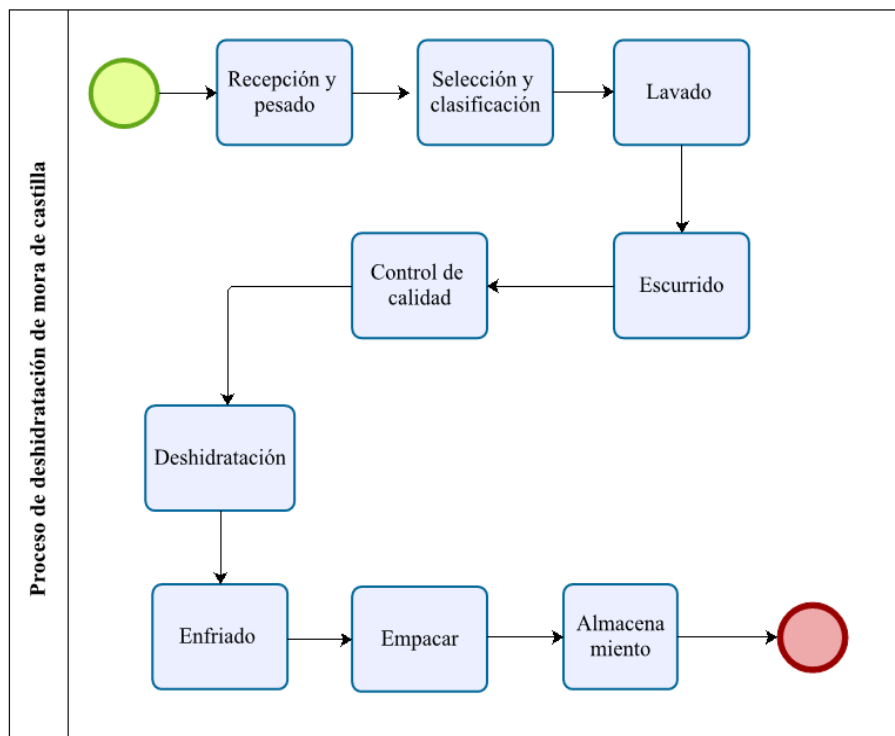 Proceso de deshidratación de mora de castilla
Recepción y
pesado
Selección y
clasificación
Lavado
Escurrido
Control de
calidad
Deshidratación
Enfriado
Empacar
Almacena
miento